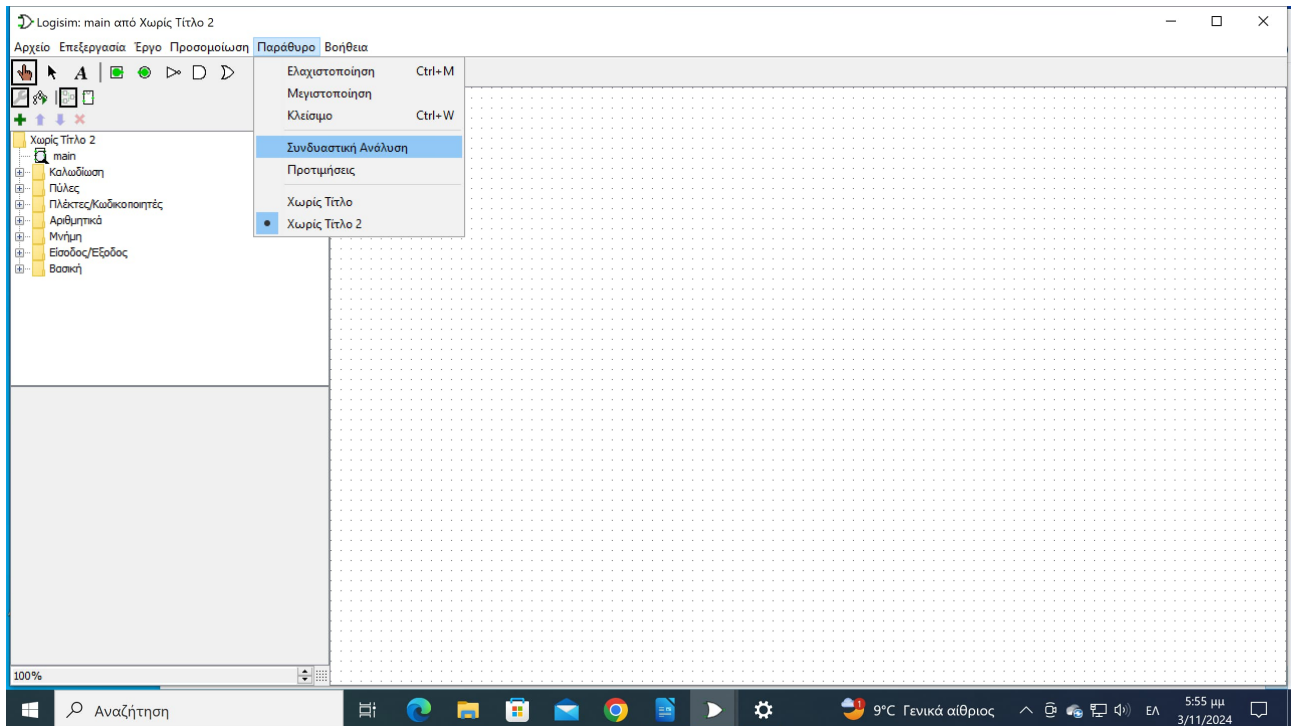 Logisim: main από Χωρίς Τίτλο 2
Αρχείο Επεξεργασία Έργο Προσομοίωση Παράθυρο Βοήθεια
A
Ελαχιστοποίηση Ctrl+M
Μεγιστοποίηση
Κλείσιμο Ctrl+W
Συνδυαστική Ανάλυση
Προτιμήσεις
Χωρίς Τίτλο
Χωρίς Τίτλο 2
Χωρίς Τίτλο 2
main
Καλωδίωση
Πύλες
Πλέκτες/Κωδικοποιητές
Αριθμητικά
Μνήμη
Είσοδος/Έξοδος
Βασική
100%
Αναζήτηση
1
9°C Γενικά αίθριος
ΕΛ
5:55 μμ
3/11/2024